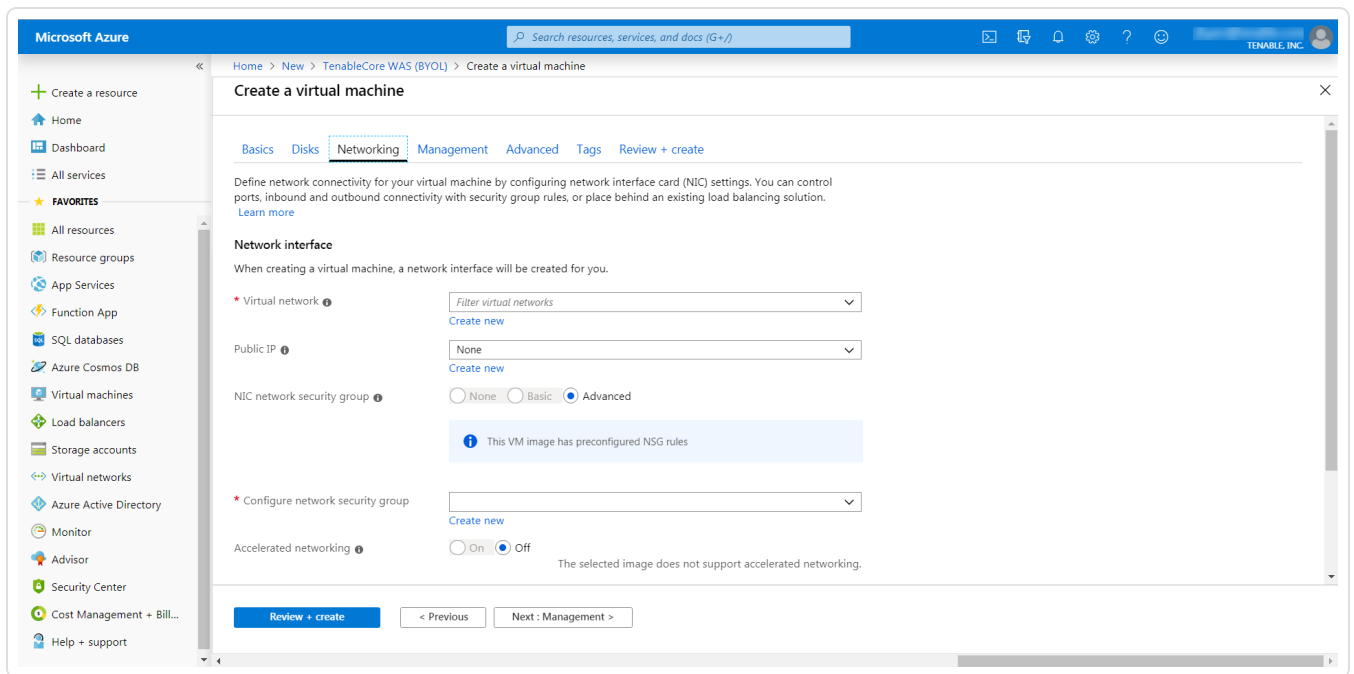 Microsoft Azure
Search resources, services, and docs (G+/)
TENABLE, INC.
«
Home > New > TenableCore WAS (BYOL) > Create a virtual machine
Create a virtual machine
Create a resource
Home
Dashboard
All services
FAVORITES
All resources
Resource groups
App Services
Function App
SQL databases
Azure Cosmos DB
Virtual machines
Load balancers
Storage accounts
Virtual networks
Azure Active Directory
Monitor
Advisor
Security Center
Cost Management + Bill...
Help + support
Basics Disks Networking Management Advanced Tags Review + create
Define network connectivity for your virtual machine by configuring network interface card (NIC) settings. You can control
ports, inbound and outbound connectivity with security group rules, or place behind an existing load balancing solution.
Learn more
Network interface
When creating a virtual machine, a network interface will be created for you.
* Virtual network
Filter virtual networks
Create new
Public IP
None
Create new
NIC network security group
None Basic Advanced
This VM image has preconfigured NSG rules
* Configure network security group
Create new
Accelerated networking
On Off
The selected image does not support accelerated networking.
Review + create
< Previous
Next : Management >